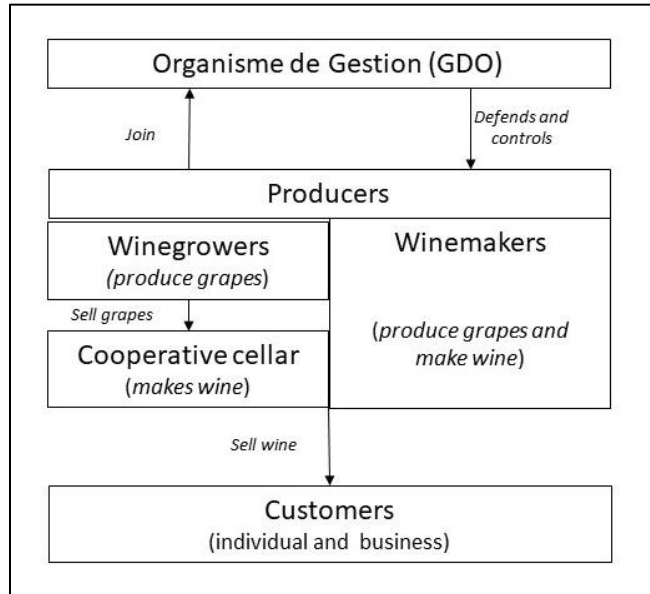 Organisme de Gestion (GDO)
Join
Defends and
controls
Producers
Winegrowers
(produce grapes)
Winemakers
Sell grapes
(produce grapes and
make wine)
Cooperative cellar
(makes wine)
Sell wine
Customers
(individual and business)